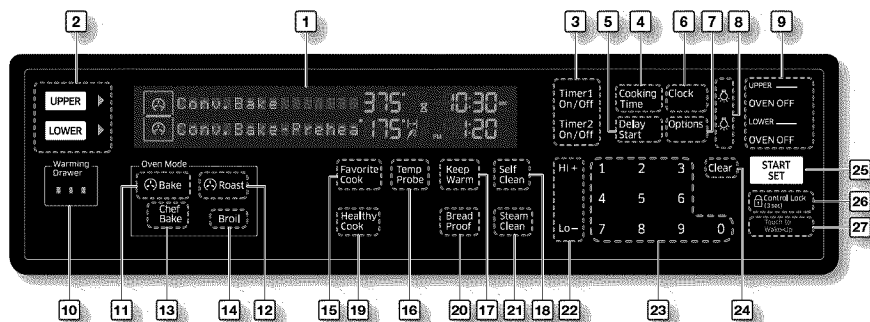 2
1
3
4
5
6
7
8
9
UPPER
LOWER
Conv.Bake 375° 10:30
Conv.Bake-Preheat 175° 1:20
Timer1
On/Off
Timer2
On/Off
Cooking
Time
Delay
Start
Clock
Options
UPPER
OVEN OFF
LOWER
OVEN OFF
Warming
Drawer
Oven Mode
Bake
Roast
Chef
Bake
Broil
Favorite
Cook
Temp
Probe
Keep
Warm
Self
Clean
Healthy
Cook
Bread
Proof
Steam
Clean
Hi+
Lo−
1 2 3
4 5 6
7 8 9 0
Clear
START
SET
Control Lock
(3 sec)
Touch to
Wake-Up
25
26
27
10
11
13
14
12
15
19
16
20
17
21
18
22
23
24